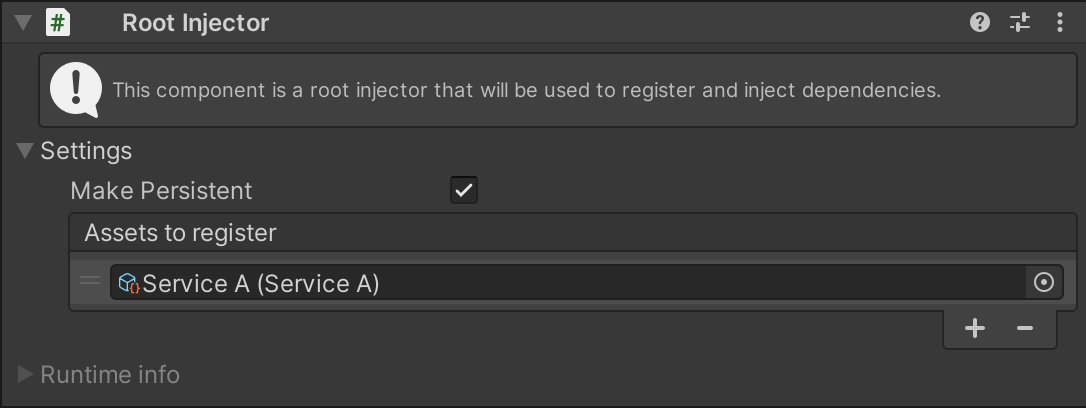 Root Injector
This component is a root injector that will be used to register and inject dependencies.
Settings
Make Persistent
Assets to register
Service A (Service A)
Runtime info